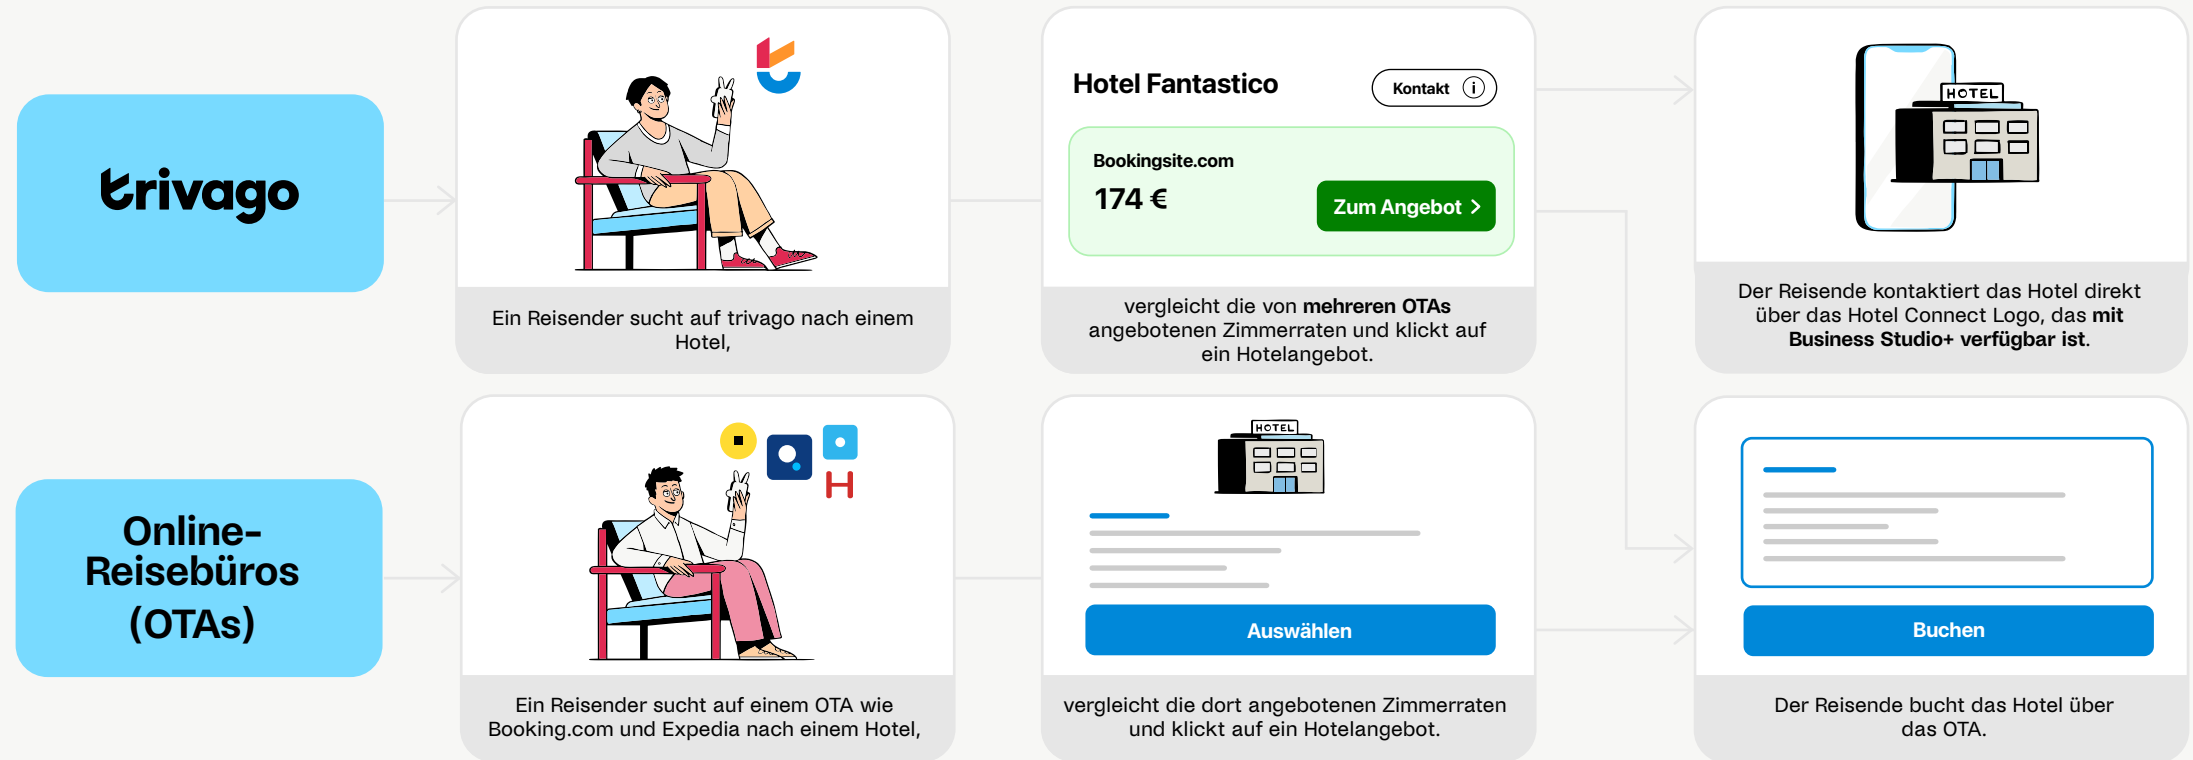 trivago
Ein Reisender sucht auf trivago nach einem
Hotel,
Hotel Fantastico
Kontakt i
Bookingsite.com
174 €
Zum Angebot
vergleicht die von mehreren OTAs
angebotenen Zimmerraten und klickt auf
ein Hotelangebot.
HOTEL
Der Reisende kontaktiert das Hotel direkt
über das Hotel Connect Logo, das mit
Business Studio+ verfügbar ist.
Online-
Reisebüros
(OTAs)
H
Ein Reisender sucht auf einem OTA wie
Booking.com und Expedia nach einem Hotel,
HOTEL
Auswählen
vergleicht die dort angebotenen Zimmerraten
und klickt auf ein Hotelangebot.
Buchen
Der Reisende bucht das Hotel über
das OTA.